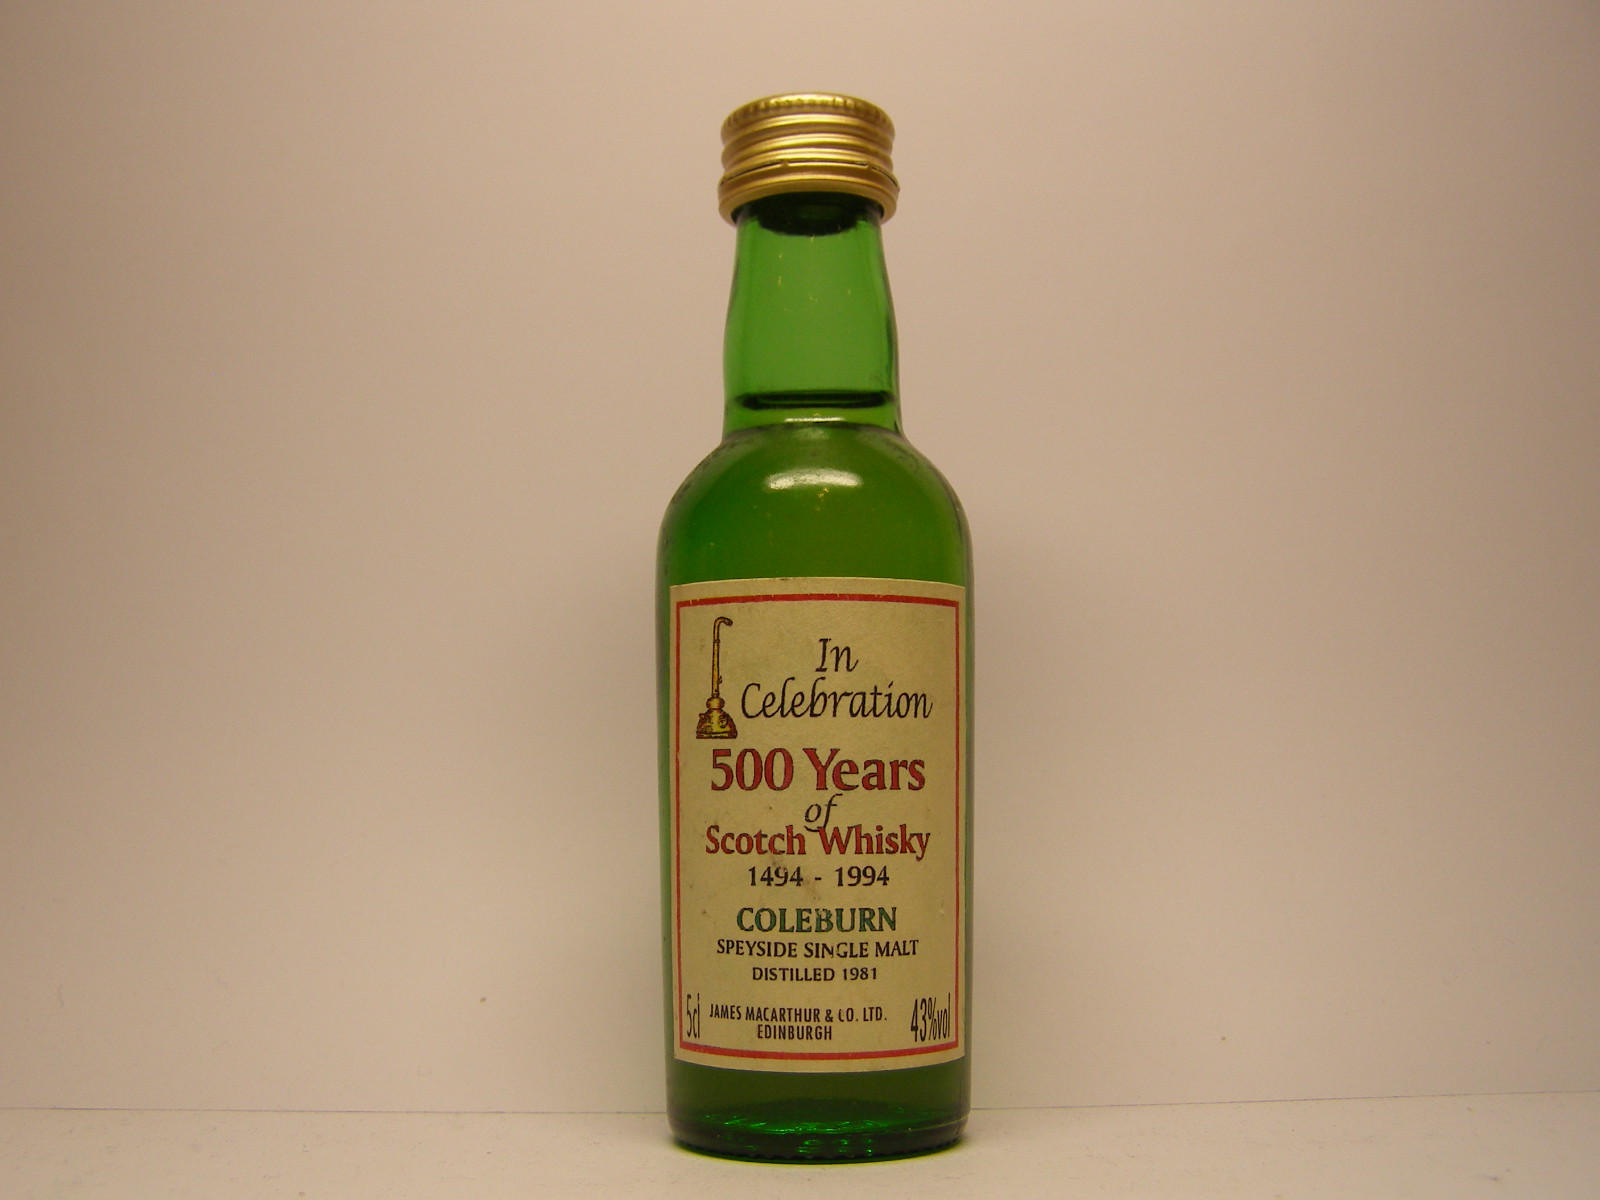 In
Celebration
500 Years
of
Scotch Whisky
1494 - 1994
COLEBURN
SPEYSIDE SINGLE MALT
DISTILLED 1981
5cl JAMES MACARTHUR & CO. LTD. 43%vol
EDINBURGH